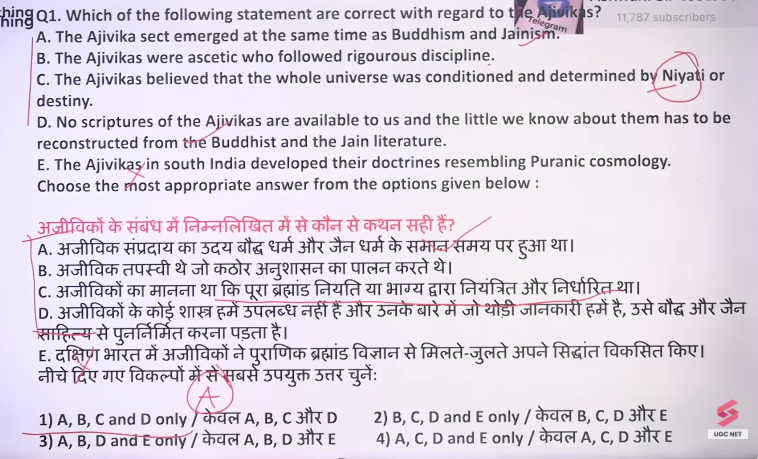 hing
hing
Q1. Which of the following statement are correct with regard to the Ajivikas?
Telegram
11,787 subscribers
A. The Ajivika sect emerged at the same time as Buddhism and Jainism.
B. The Ajivikas were ascetic who followed rigourous discipline.
C. The Ajivikas believed that the whole universe was conditioned and determined by Niyati or
destiny.
D. No scriptures of the Ajivikas are available to us and the little we know about them has to be
reconstructed from the Buddhist and the Jain literature.
E. The Ajivikas in south India developed their doctrines resembling Puranic cosmology.
Choose the most appropriate answer from the options given below :
अजीविकों के संबंध में निम्नलिखित में से कौन से कथन सही हैं?
A. अजीविक संप्रदाय का उदय बौद्ध धर्म और जैन धर्म के समान समय पर हुआ था।
B. अजीविक तपस्वी थे जो कठोर अनुशासन का पालन करते थे।
C. अजीविकों का मानना था कि पूरा ब्रह्मांड नियति या भाग्य द्वारा नियंत्रित और निर्धारित था।
D. अजीविकों के कोई शास्त्र हमें उपलब्ध नहीं हैं और उनके बारे में जो थोडी जानकारी हमें है, उसे बौद्ध और जैन
साहित्य से पुनर्निर्मित करना पड़ता है।
E. दक्षिण भारत में अजीविकों ने पुराणिक ब्रह्मांड विज्ञान से मिलते-जुलते अपने सिद्धांत विकसित किए।
नीचे दिए गए विकल्पों में से सबसे उपयुक्त उत्तर चुनें:
A
1) A, B, C and D only / केवल A, B, C और D 2) B, C, D and E only / केवल B, C, D और E
3) A, B, D and E only / केवल A, B, D और E 4) A, C, D and E only / केवल A, C, D और E
UGC NET